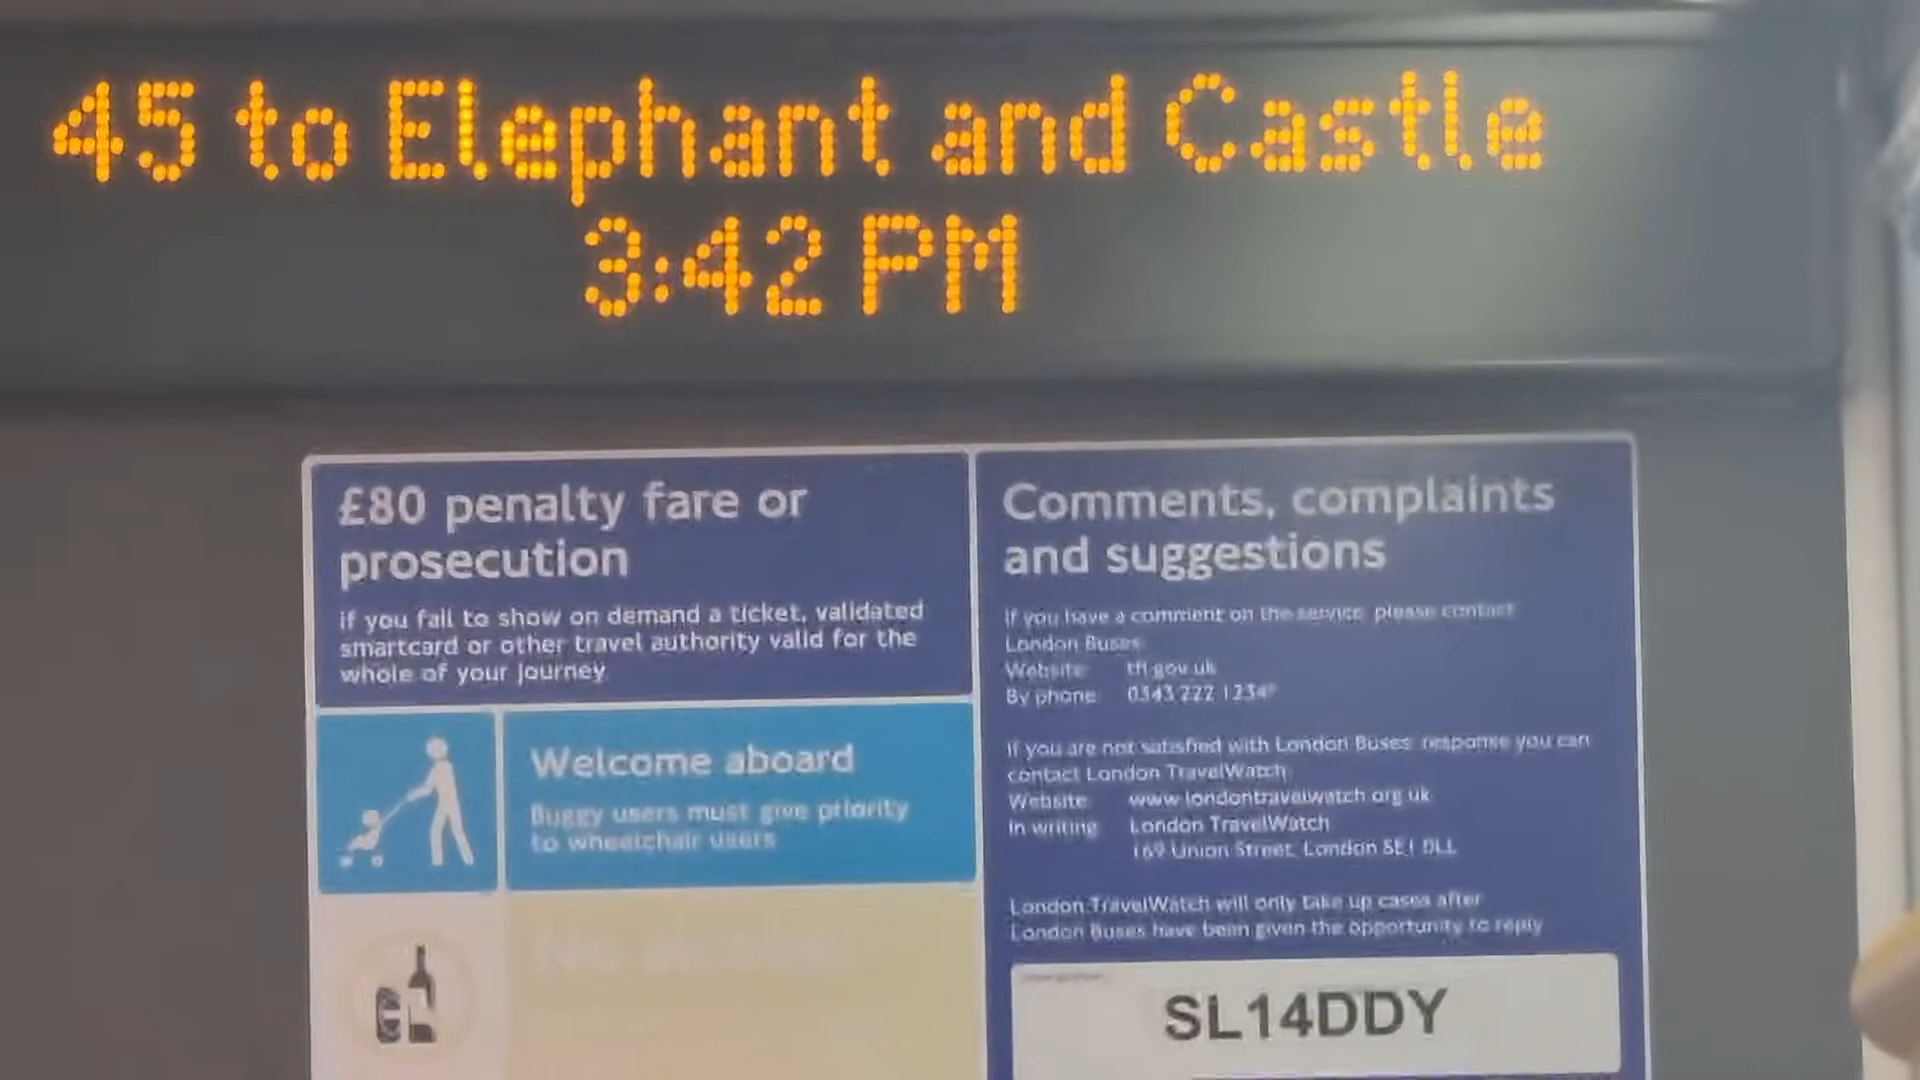 45 to Elephant and Castle
3:42 PM
£80 penalty fare or
prosecution
if you fail to show on demand a ticket, validated
smartcard or other travel authority valid for the
whole of your journey
Welcome aboard
Buggy users must give priority
to wheelchair users
Comments, complaints
and suggestions
If you have a comment on the service, please contact
London Buses
Website tfl.gov.uk
By phone 0343 222 1234*
If you are not satisfied with London Buses' response you can
contact London TravelWatch
Website www.londontravelwatch.org.uk
In writing London TravelWatch
169 Union Street, London SE1 0LL
London TravelWatch will only take up cases after
London Buses have been given the opportunity to reply
SL14DDY